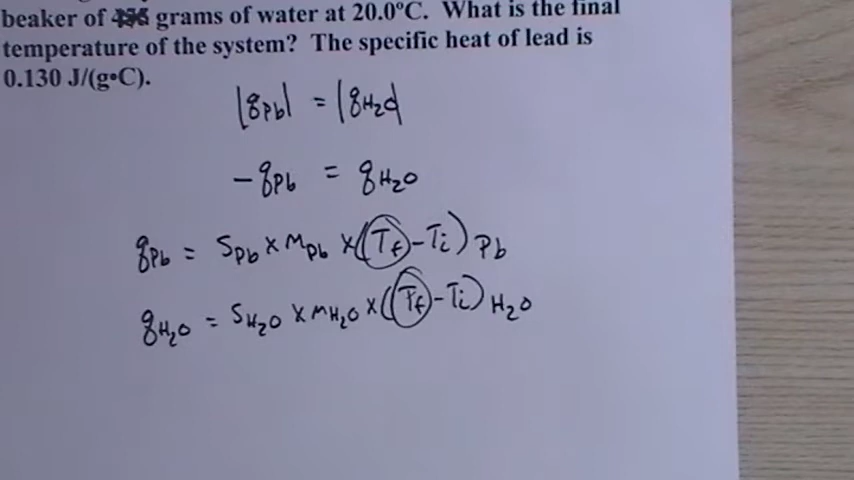 beaker of grams of water at 20.0°C. What is the final
temperature of the system? The specific heat of lead is
0.130 J/(g•C).
|qPb| = |qH₂O|
-qPb = qH₂O
qPb = SPb × MPb × (Tf - Ti) Pb
qH₂O = SH₂O × MH₂O × (Tf - Ti) H₂O